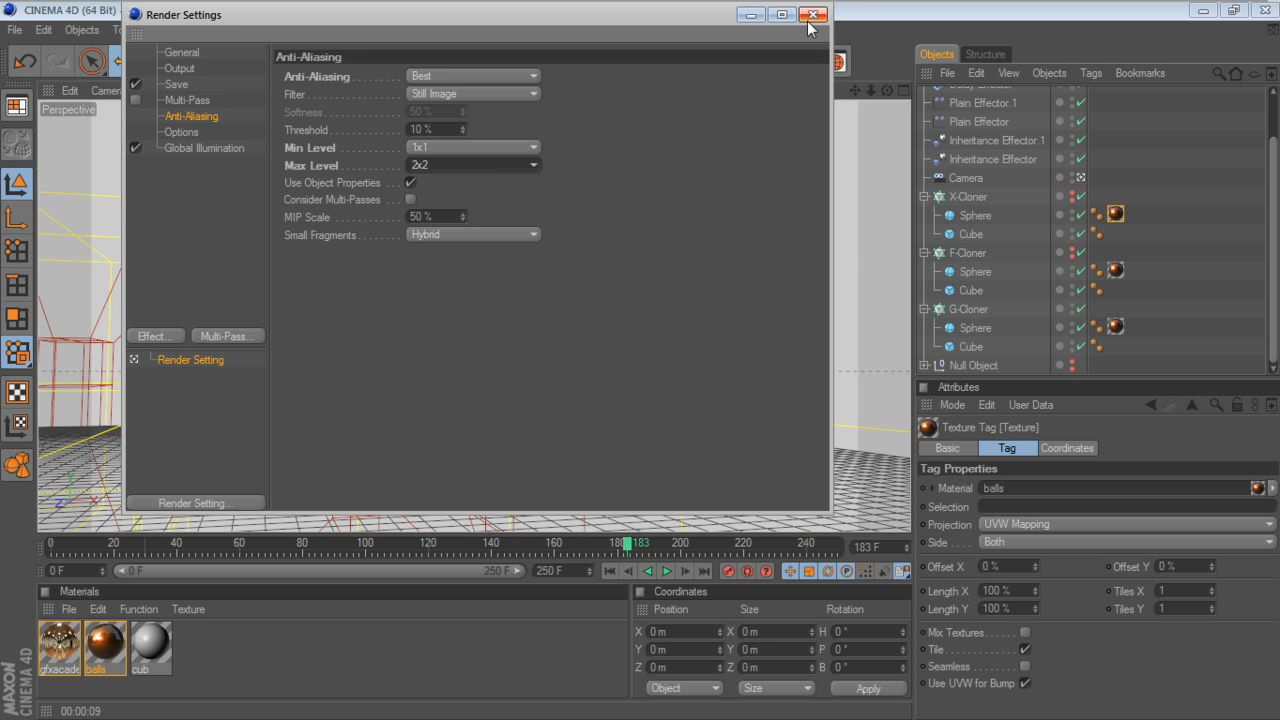 CINEMA 4D (64 Bit)
File Edit Objects
Render Settings
General
Output
Save
Multi-Pass
Anti-Aliasing
Options
Global Illumination
Effect...
Multi-Pass...
Render Setting
Render Setting...
Anti-Aliasing
Anti-Aliasing Best
Filter Still Image
Softness 50 %
Threshold 10 %
Min Level 1x1
Max Level 2x2
Use Object Properties
Consider Multi-Passes
MIP Scale 50 %
Small Fragments Hybrid
Edit
Perspective
Objects Structure
File Edit View Objects Tags Bookmarks
Plain Effector.1
Plain Effector
Inheritance Effector.1
Inheritance Effector
Camera
X-Cloner
Sphere
Cube
F-Cloner
Sphere
Cube
G-Cloner
Sphere
Cube
Null Object
Attributes
Mode Edit User Data
Texture Tag [Texture]
Basic Tag Coordinates
Tag Properties
Material balls
Selection
Projection UVW Mapping
Side Both
Offset X 0 % Offset Y 0 %
Length X 100 % Tiles X 1
Length Y 100 % Tiles Y 1
Mix Textures
Tile
Seamless
Use UVW for Bump
0 20 40 60 80 100 120 140 160 183 200 220 240
183 F
0 F 0 F 250 F 250 F
Materials
File Edit Function Texture
gfxacade balls cub
Coordinates
Position Size Rotation
X 0 m X 0 m H 0 °
Y 0 m Y 0 m P 0 °
Z 0 m Z 0 m B 0 °
Object Size Apply
MAXON
CINEMA 4D
00:00:09